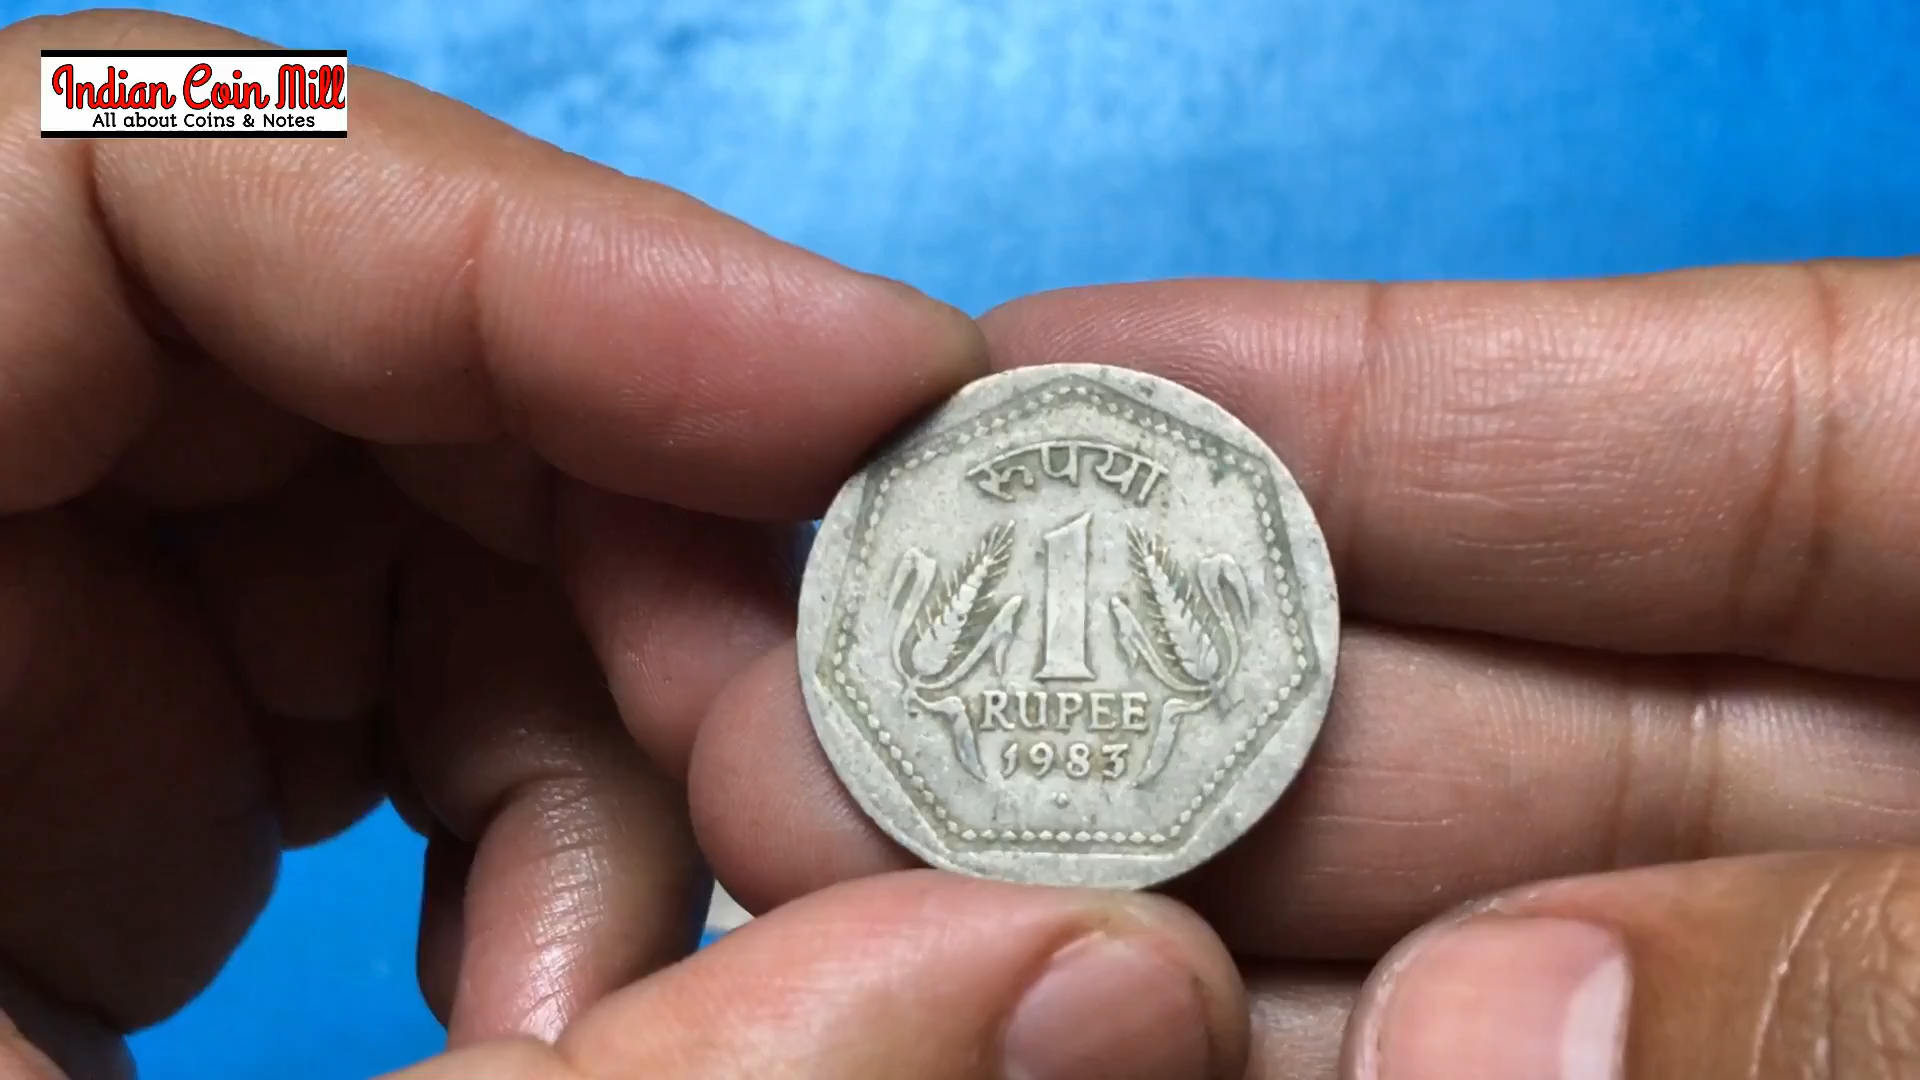 Indian Coin Mill
All about Coins & Notes
रूपया
1
RUPEE
1983